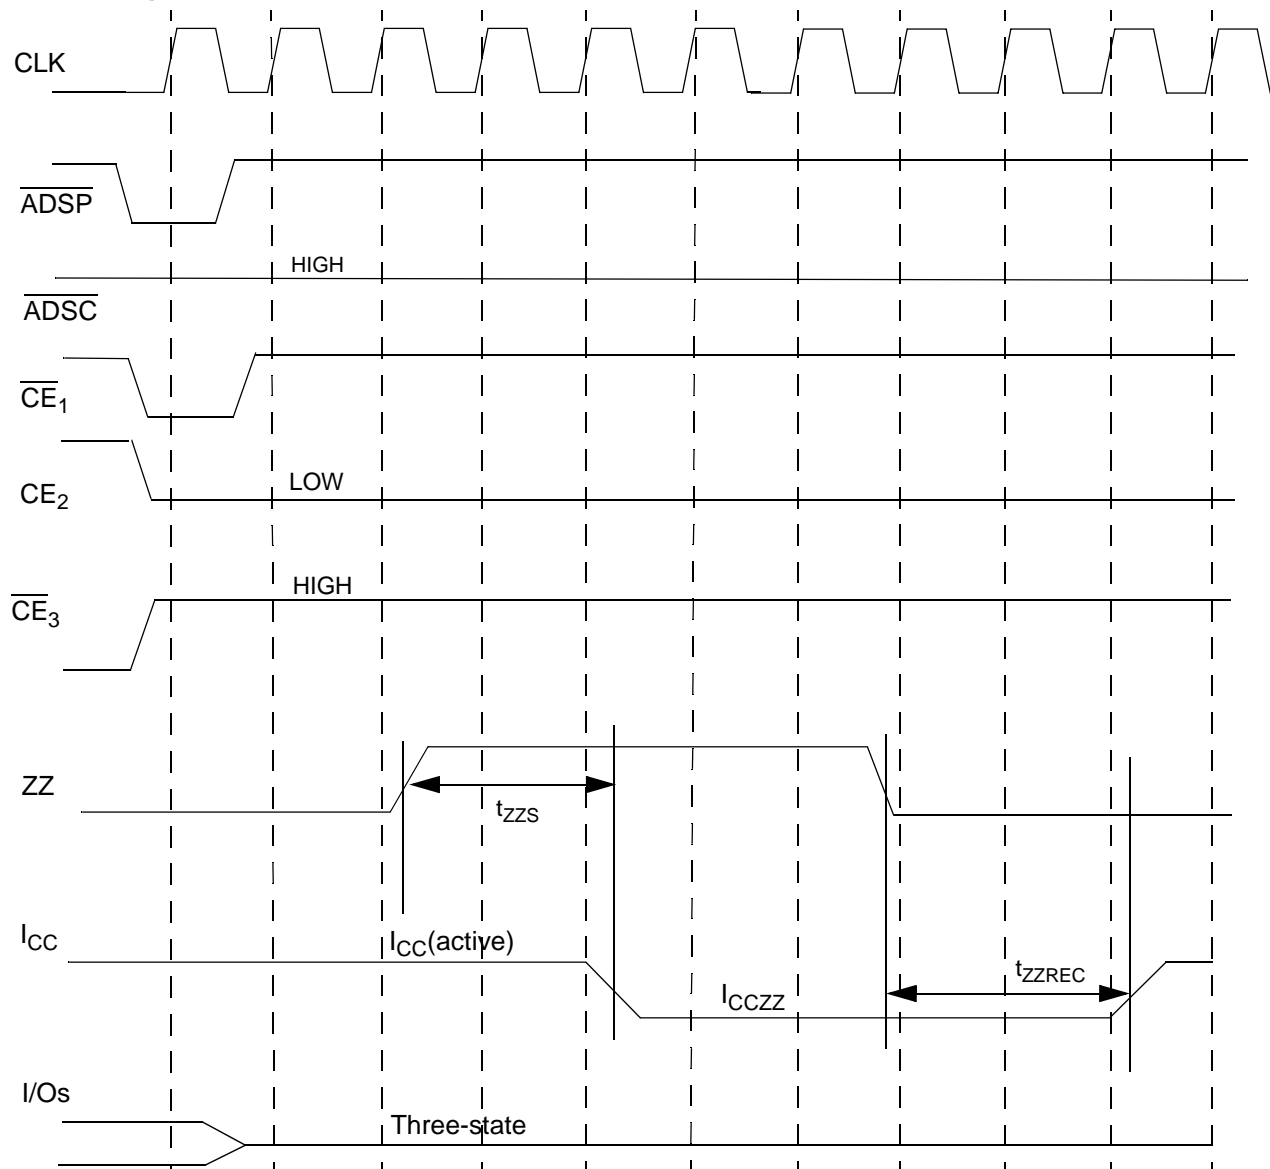 CLK
ADSP
HIGH
ADSC
CE1
LOW
CE2
HIGH
CE3
ZZ
tZZS
ICC
ICC(active)
tZZREC
ICCZZ
I/Os
Three-state